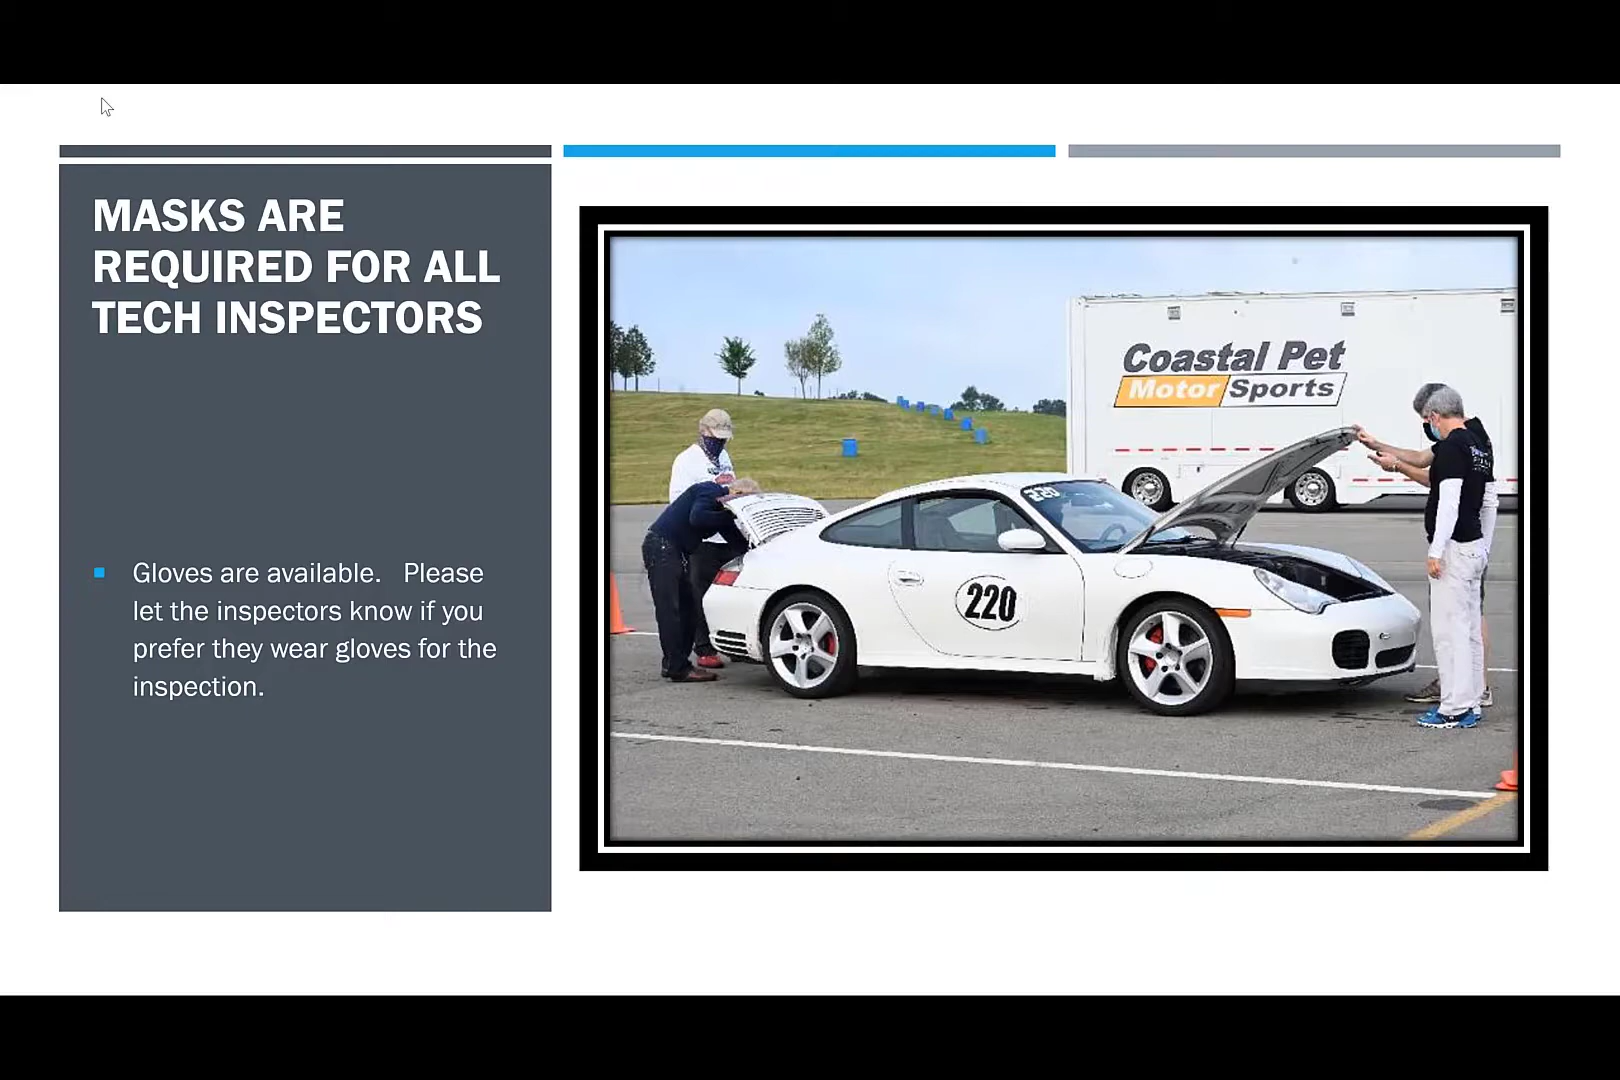 MASKS ARE
REQUIRED FOR ALL
TECH INSPECTORS
Gloves are available. Please
let the inspectors know if you
prefer they wear gloves for the
inspection.
Coastal Pet
Motor Sports
220
220